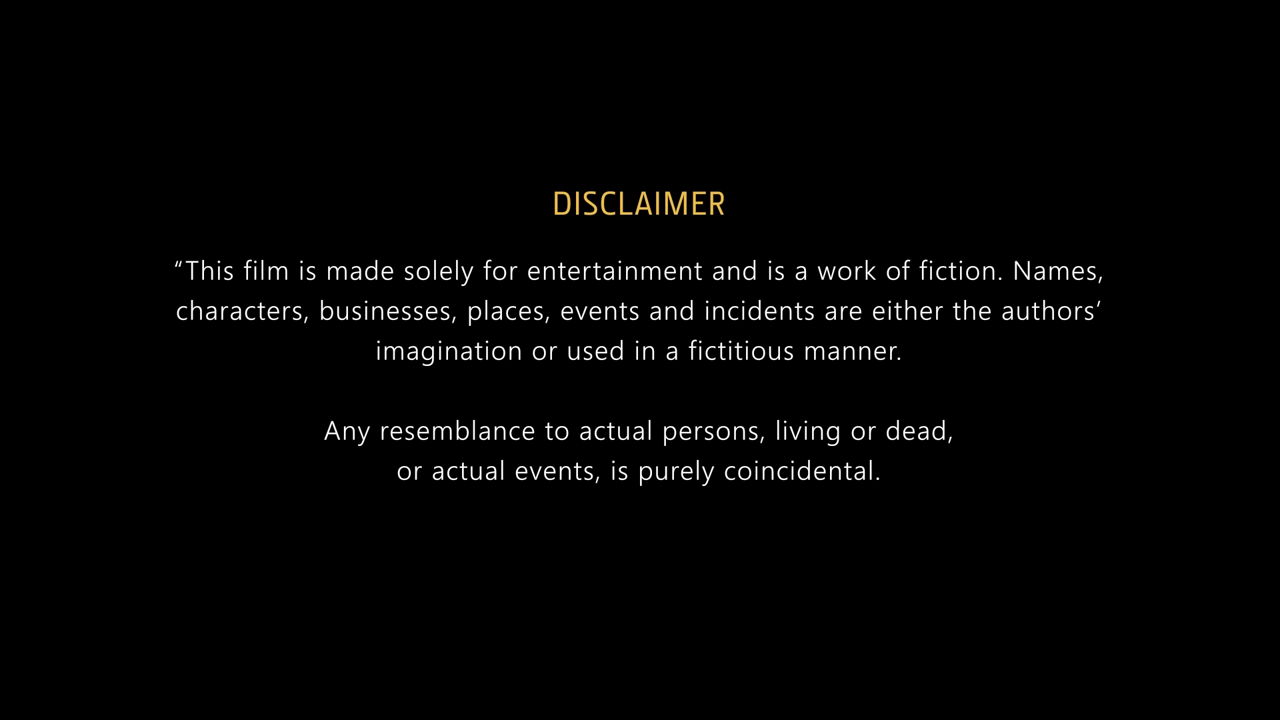 DISCLAIMER
“This film is made solely for entertainment and is a work of fiction. Names,
characters, businesses, places, events and incidents are either the authors’
imagination or used in a fictitious manner.
Any resemblance to actual persons, living or dead,
or actual events, is purely coincidental.